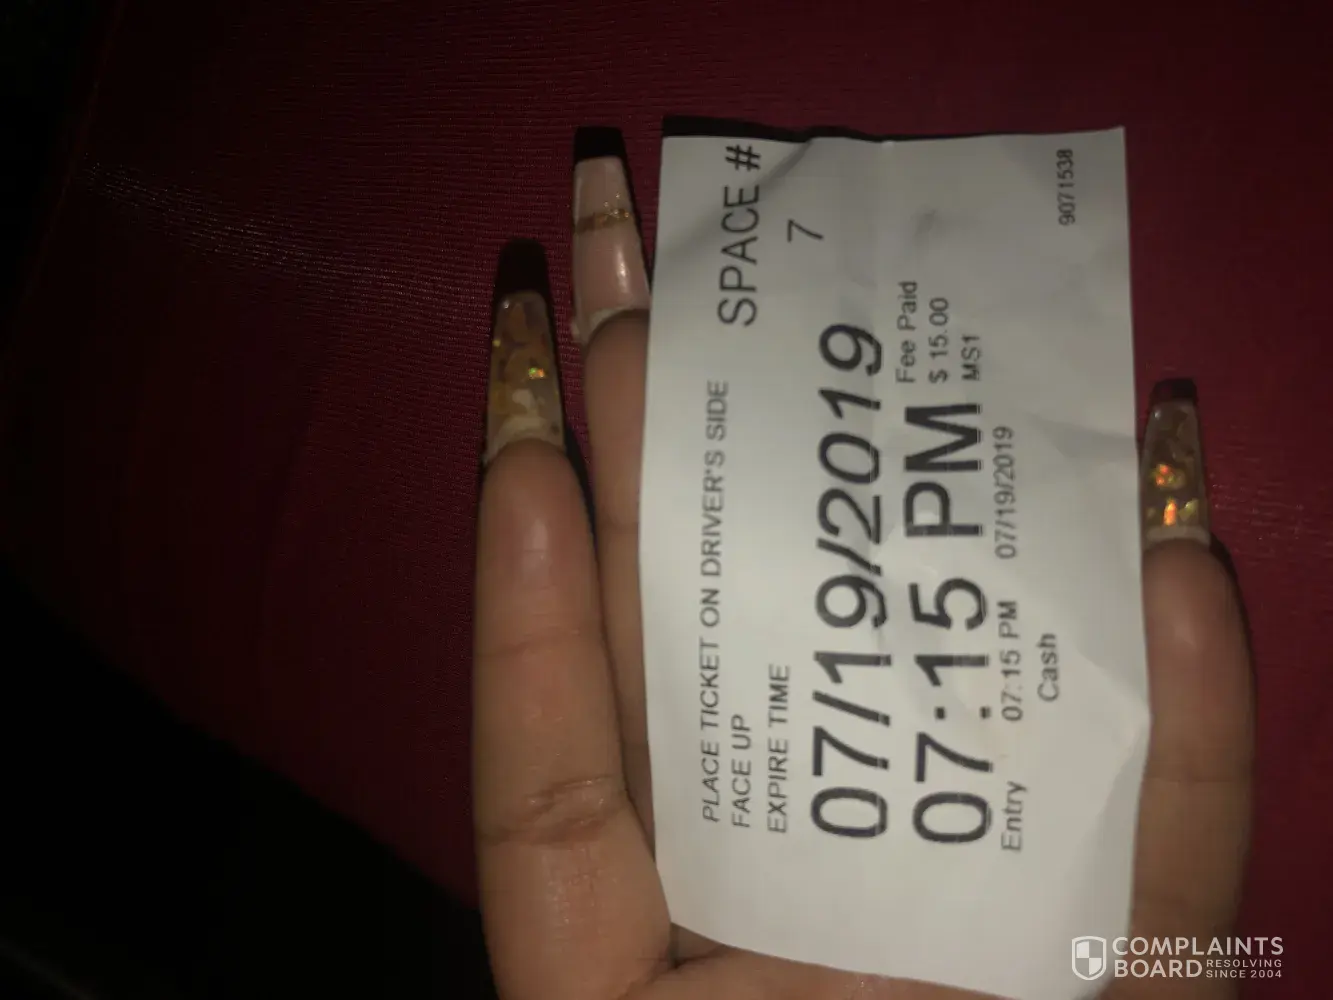 PLACE TICKET ON DRIVER'S SIDE
FACE UP
SPACE #
EXPIRE TIME
7
07/19/2019
07:15 PM
Fee Paid
$ 15.00
MS1
Entry 07:15 PM 07/19/2019
Cash
9071538
COMPLAINTS
BOARD RESOLVING
SINCE 2004